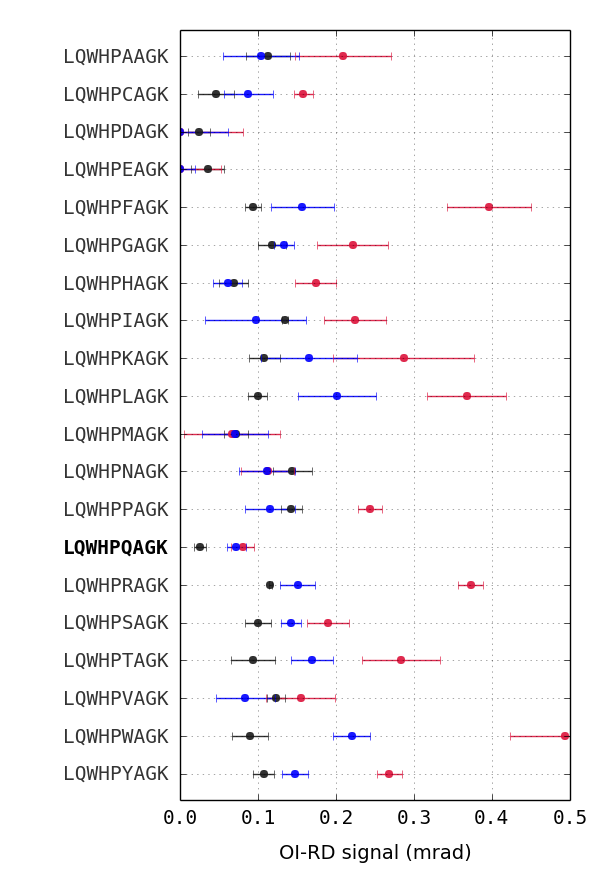 LQWHPAAGK
LQWHPCAGK
LQWHPDAGK
LQWHPEAGK
LQWHPFAGK
LQWHPGAGK
LQWHPHAGK
LQWHPIAGK
LQWHPKAGK
LQWHPLAGK
LQWHPMAGK
LQWHPNAGK
LQWHPPAGK
LQWHPQAGK
LQWHPRAGK
LQWHPSAGK
LQWHPTAGK
LQWHPVAGK
LQWHPWAGK
LQWHPYAGK
0.0 0.1 0.2 0.3 0.4 0.5
OI-RD signal (mrad)